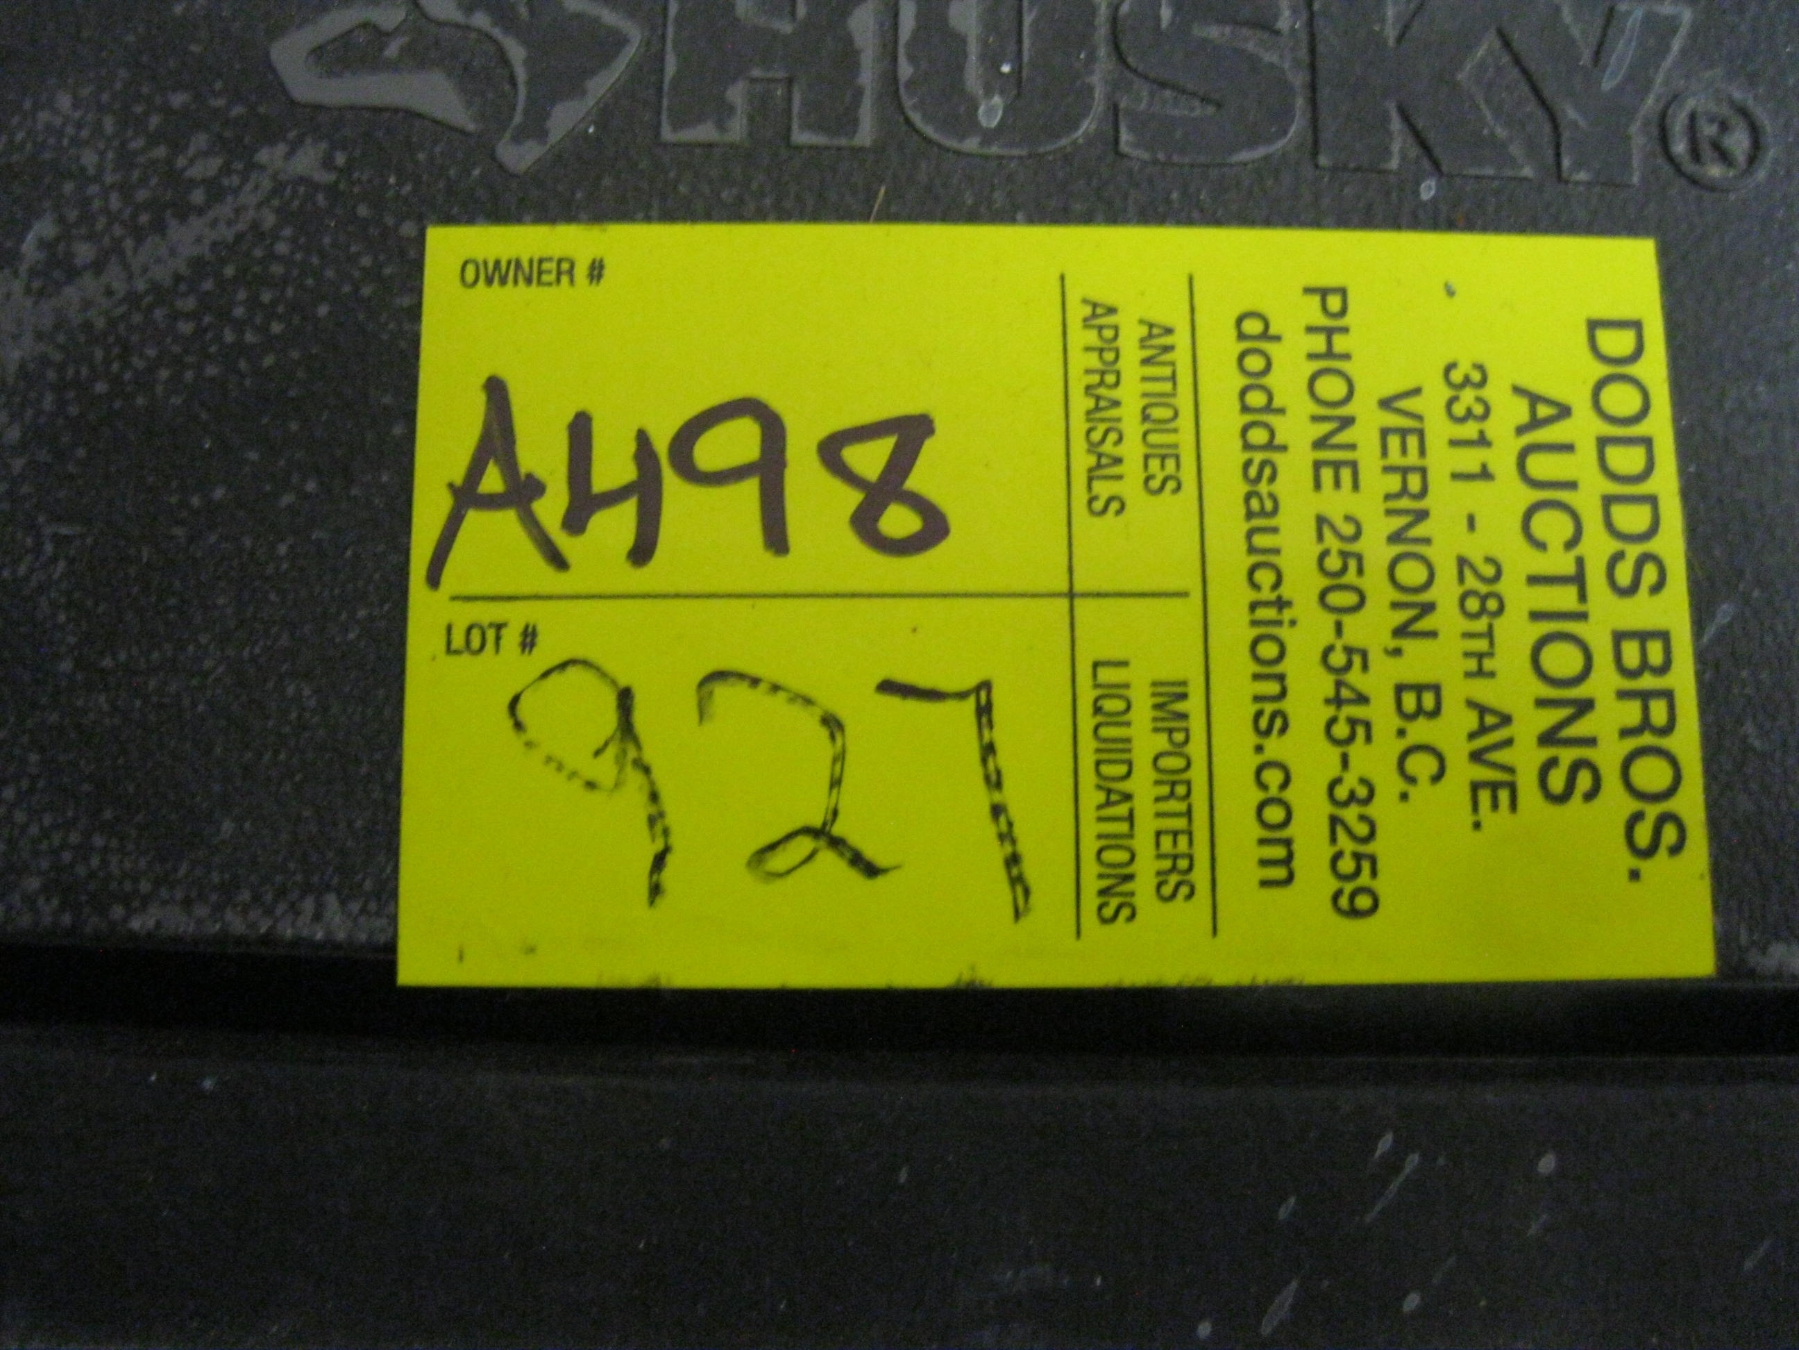 HUSKY®
OWNER #
A498
LOT #
927
ANTIQUES
APPRAISALS
IMPORTERS
LIQUIDATIONS
DODDS BROS.
AUCTIONS
3311 - 28TH AVE.
VERNON, B.C.
PHONE 250-545-3259
doddsauctions.com